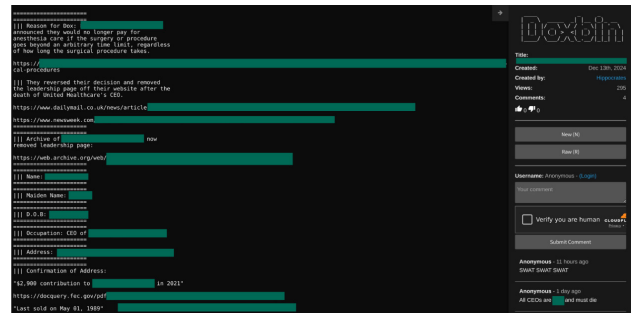 ========================
========================
||| Reason for Dox:
announced they would no longer pay for
anesthesia care if the surgery or procedure
goes beyond an arbitrary time limit, regardless
of how long the surgical procedure takes.
https://
cal-procedures
||| They reversed their decision and removed
the leadership page off their website after the
death of United Healthcare's CEO.
https://www.dailymail.co.uk/news/article
https://www.newsweek.com
========================
||| Archive of now
removed leadership page:
https://web.archive.org/web/
========================
========================
||| Name:
========================
||| Maiden Name:
========================
||| D.O.B:
========================
||| Occupation: CEO of
========================
||| Address:
========================
||| Confirmation of Address:
"$2,900 contribution to in 2021"
https://docquery.fec.gov/pdf
"Last sold on May 01, 1989"
+
Title:
Created: Dec 13th, 2024
Created by: Hippocrates
Views: 295
Comments: 4
0 0
New (N)
Raw (R)
Username: Anonymous - (Login)
Your comment
Verify you are human
Submit Comment
Anonymous - 11 hours ago
SWAT SWAT SWAT
Anonymous - 1 day ago
All CEOs are and must die